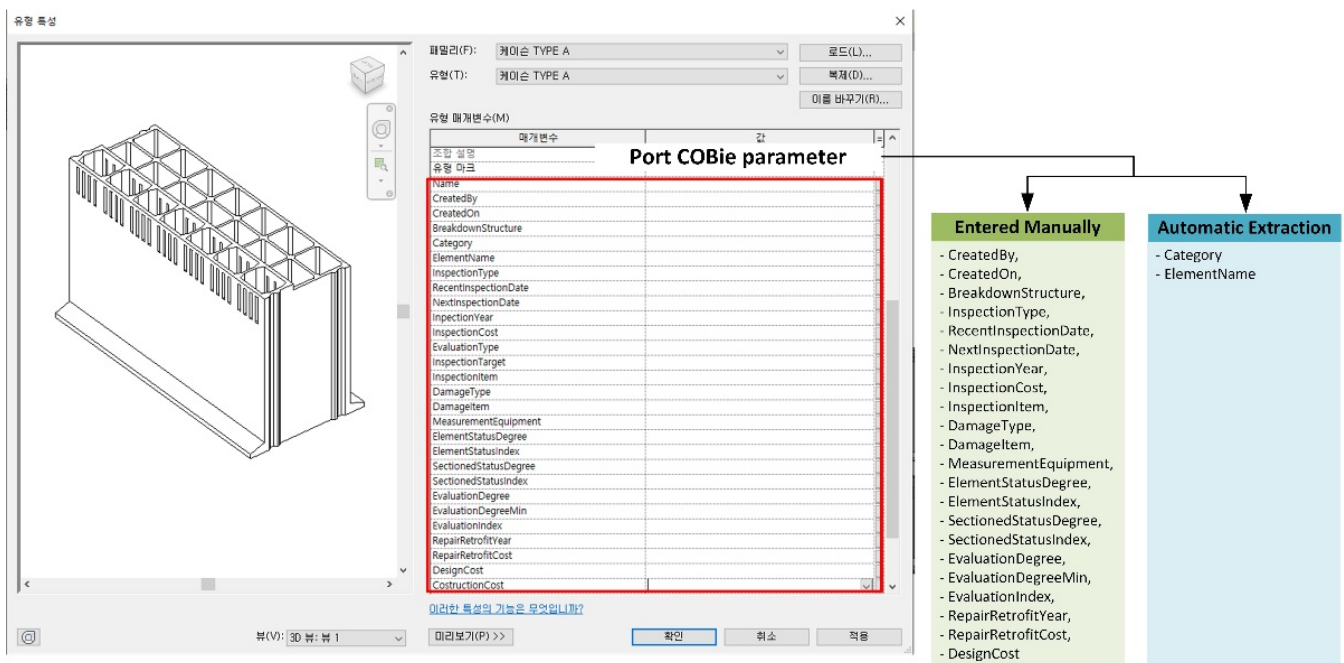 유형 특성
패밀리(F): 케이슨 TYPE A 로드(L)...
유형(T): 케이슨 TYPE A 복제(D)...
이름 바꾸기(R)...
유형 매개변수(M)
매개변수 값 =
조합 설명
유형 마크
Port COBie parameter
Name
CreatedBy
CreatedOn
BreakdownStructure
Category
ElementName
InspectionType
RecentInspectionDate
NextInspectionDate
InpectionYear
InspectionCost
EvaluationType
InspectionTarget
InspectionItem
DamageType
DamageItem
MeasurementEquipment
ElementStatusDegree
ElementStatusIndex
SectionedStatusDegree
SectionedStatusIndex
EvaluationDegree
EvaluationDegreeMin
EvaluationIndex
RepairRetrofitYear
RepairRetrofitCost
DesignCost
CostructionCost
이러한 특성의 기능은 무엇입니까?
뷰(V): 3D 뷰: 뷰 1 미리보기(P) >> 확인 취소 적용
Entered Manually
- CreatedBy,
- CreatedOn,
- BreakdownStructure,
- InspectionType,
- RecentInspectionDate,
- NextInspectionDate,
- InspectionYear,
- InspectionCost,
- InspectionItem,
- DamageType,
- DamageItem,
- MeasurementEquipment,
- ElementStatusDegree,
- ElementStatusIndex,
- SectionedStatusDegree,
- SectionedStatusIndex,
- EvaluationDegree,
- EvaluationDegreeMin,
- EvaluationIndex,
- RepairRetrofitYear,
- RepairRetrofitCost,
- DesignCost
Automatic Extraction
- Category
- ElementName